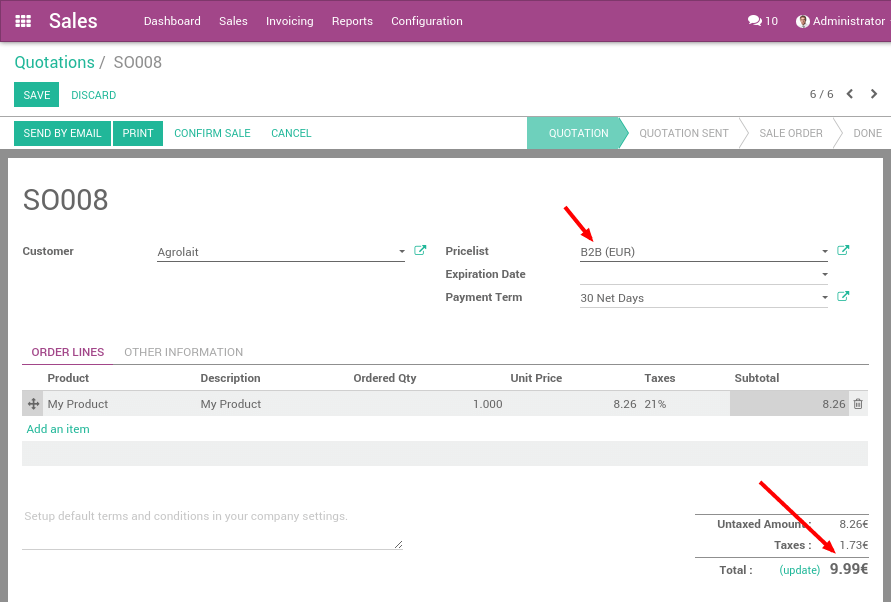 Sales Dashboard Sales Invoicing Reports Configuration 10 Administrator
Quotations / SO008
SAVE DISCARD 6 / 6
SEND BY EMAIL PRINT CONFIRM SALE CANCEL QUOTATION QUOTATION SENT SALE ORDER DONE
SO008
Customer Agrolait Pricelist B2B (EUR)
Expiration Date
Payment Term 30 Net Days
ORDER LINES OTHER INFORMATION
Product Description Ordered Qty Unit Price Taxes Subtotal
My Product My Product 1.000 8.26 21% 8.26
Add an item
Setup default terms and conditions in your company settings.
Untaxed Amount : 8.26€
Taxes : 1.73€
Total : (update) 9.99€